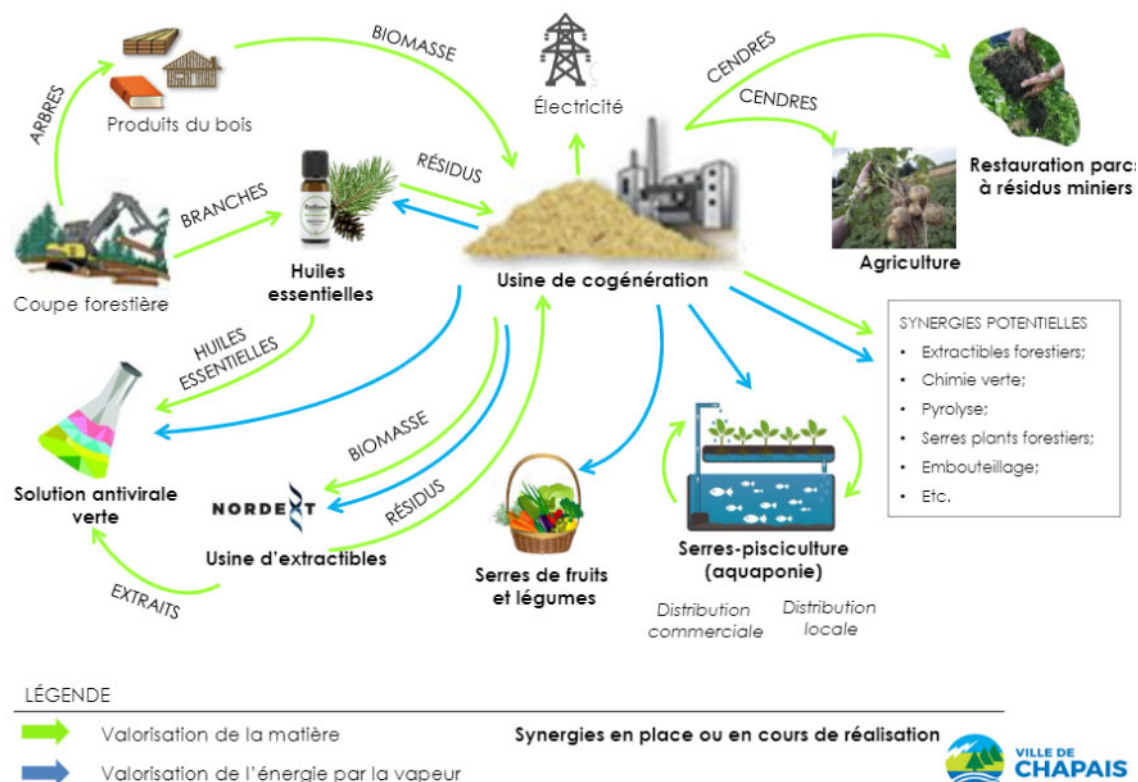 BIOMASSE
CENDRES
CENDRES
ARBRES
Électricité
Produits du bois
RÉSIDUS
BRANCHES
Restauration parcs
à résidus miniers
Agriculture
Huiles
essentielles
Usine de cogénération
Coupe forestière
HUILES
ESSENTIELLES
SYNERGIES POTENTIELLES
• Extractibles forestiers;
• Chimie verte;
• Pyrolyse;
• Serres plants forestiers;
• Embouteillage;
• Etc.
BIOMASSE
Solution antivirale
verte
NORDEXT
RÉSIDUS
Usine d'extractibles
EXTRAITS
Serres de fruits
et légumes
Serres-pisciculture
(aquaponie)
Distribution
commerciale
Distribution
locale
LÉGENDE
Valorisation de la matière
Synergies en place ou en cours de réalisation
Valorisation de l'énergie par la vapeur
VILLE DE
CHAPAIS